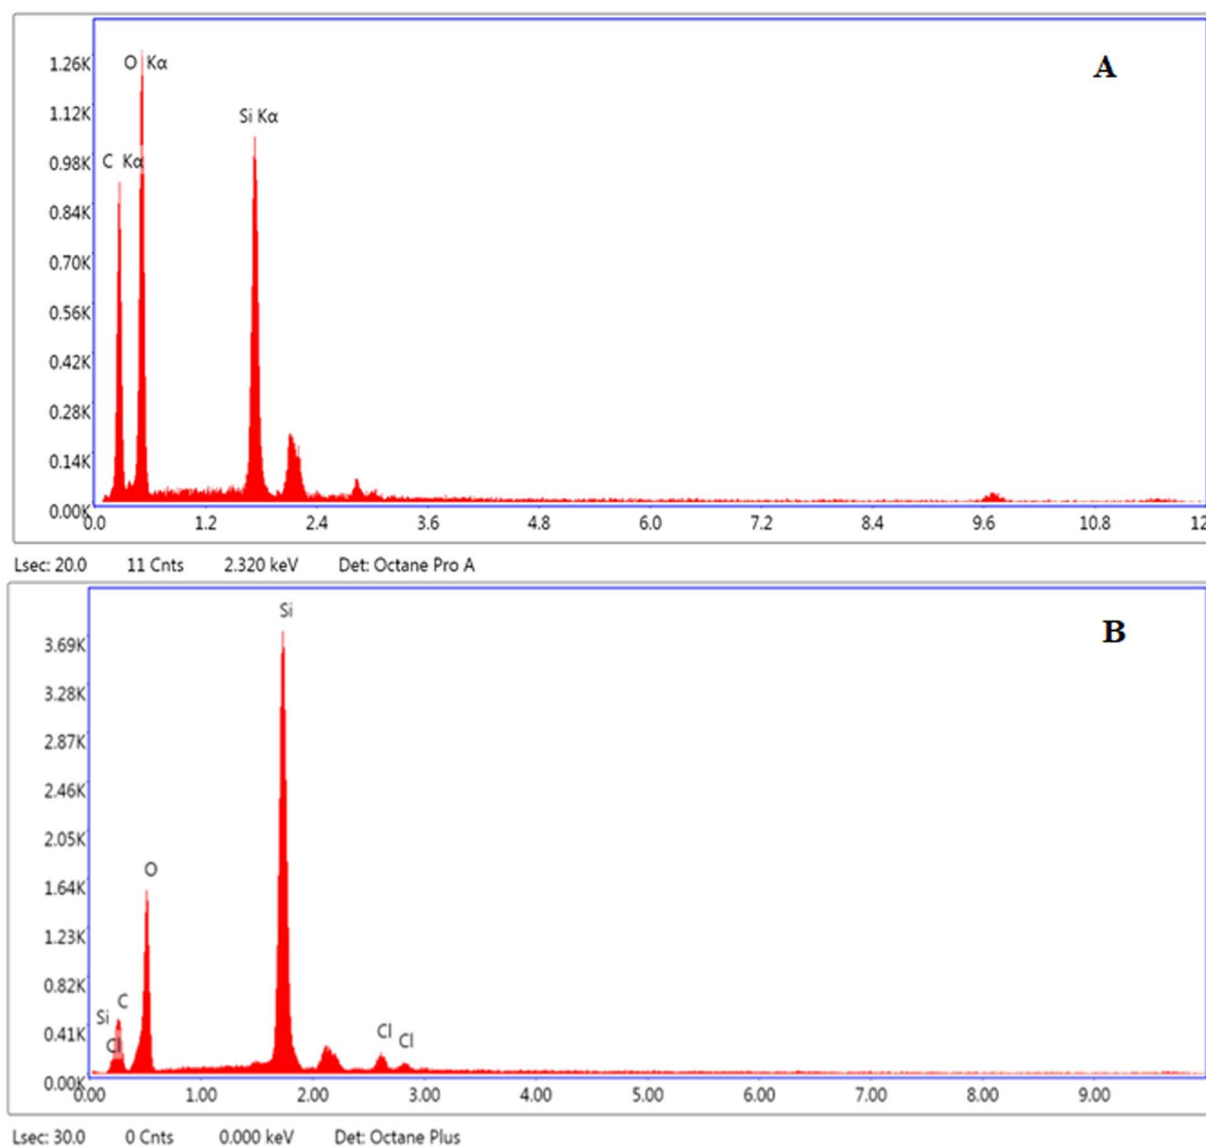 A
1.26K
O Kα
1.12K
Si Kα
0.98K
C Kα
0.84K
0.70K
0.56K
0.42K
0.28K
0.14K
0.00K
0.0 1.2 2.4 3.6 4.8 6.0 7.2 8.4 9.6 10.8 12
Lsec: 20.0 11 Cnts 2.320 keV Det: Octane Pro A
Si
B
3.69K
3.28K
2.87K
2.46K
2.05K
O
1.64K
1.23K
0.82K
C
Si
0.41K
Cl
Cl
Cl
0.00K
0.00 1.00 2.00 3.00 4.00 5.00 6.00 7.00 8.00 9.00
Lsec: 30.0 0 Cnts 0.000 keV Det: Octane Plus